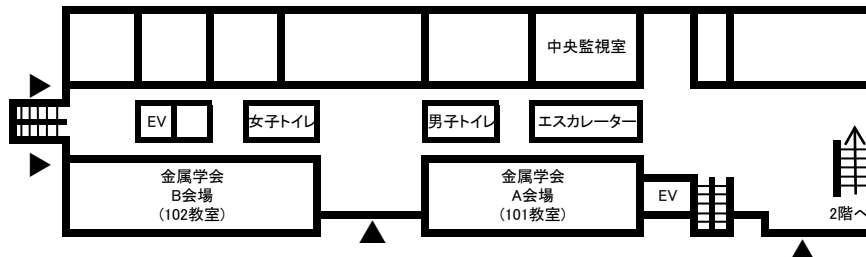 中央監視室
EV
女子トイレ
男子トイレ
エスカレーター
金属学会
B会場
(102教室)
金属学会
A会場
(101教室)
EV
2階へ